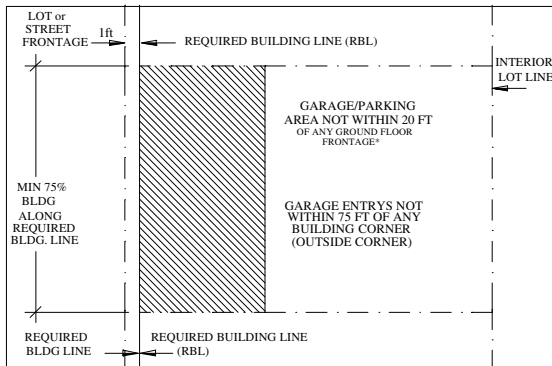 LOT or
STREET
FRONTAGE
1ft
REQUIRED BUILDING LINE (RBL)
INTERIOR
LOT LINE
GARAGE/PARKING
AREA NOT WITHIN 20 FT
OF ANY GROUND FLOOR
FRONTAGE*
MIN 75%
BLDG
ALONG
REQUIRED
BLDG. LINE
GARAGE ENTRYS NOT
WITHIN 75 FT OF ANY
BUILDING CORNER
(OUTSIDE CORNER)
REQUIRED
BLDG LINE
REQUIRED BUILDING LINE
(RBL)